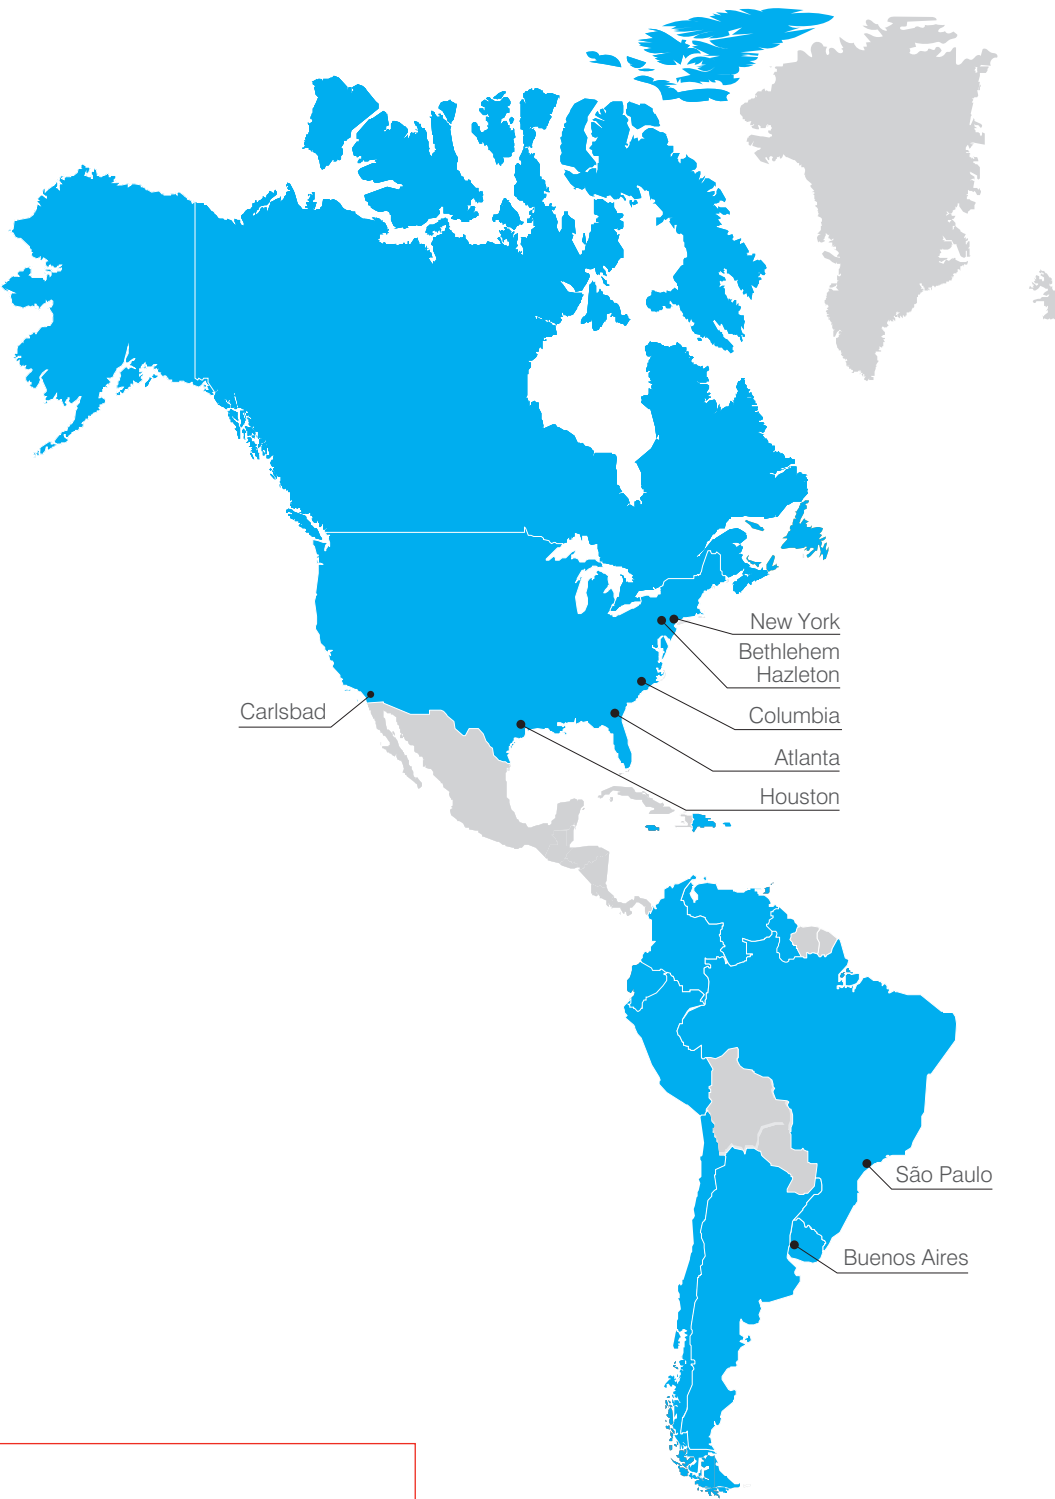 New York
Bethlehem
Hazleton
Carlsbad
Columbia
Atlanta
Houston
São Paulo
Buenos Aires